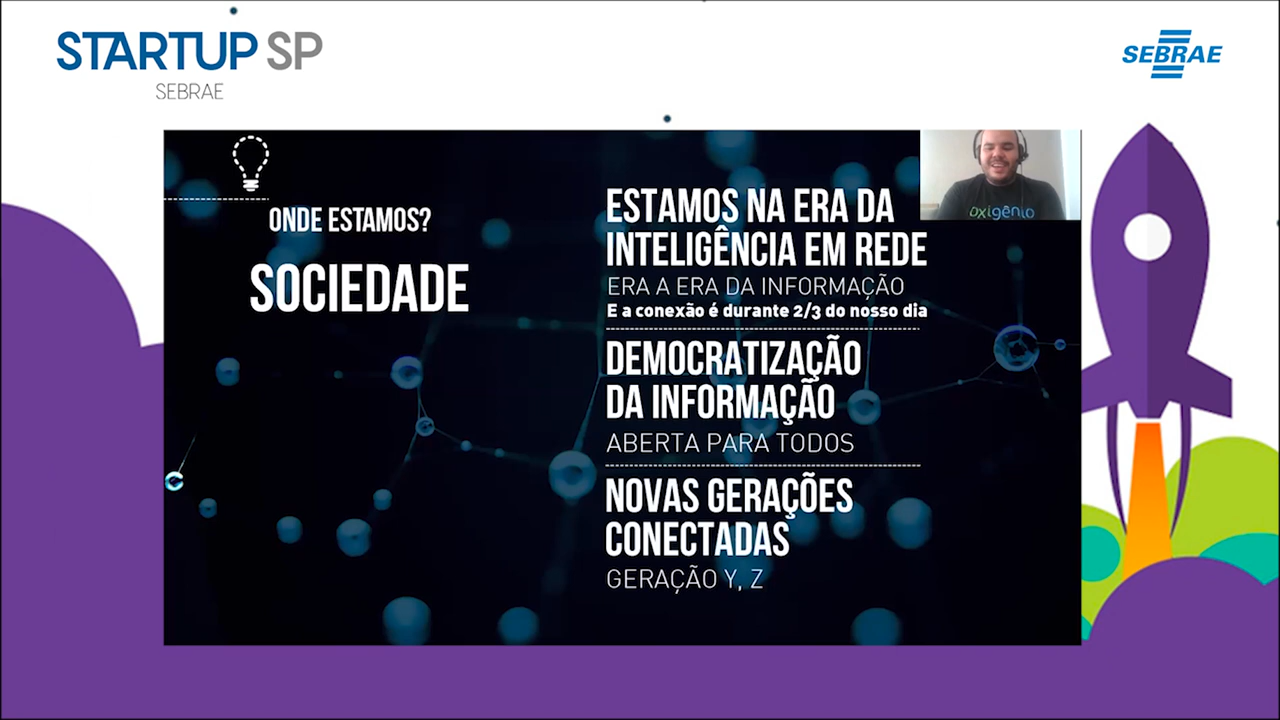 STARTUP SP
SEBRAE
SEBRAE
ONDE ESTAMOS?
SOCIEDADE
ESTAMOS NA ERA DA
INTELIGÊNCIA EM REDE
ERA A ERA DA INFORMAÇÃO
E a conexão é durante 2/3 do nosso dia
DEMOCRATIZAÇÃO
DA INFORMAÇÃO
ABERTA PARA TODOS
NOVAS GERAÇÕES
CONECTADAS
GERAÇÃO Y, Z
oxigênio